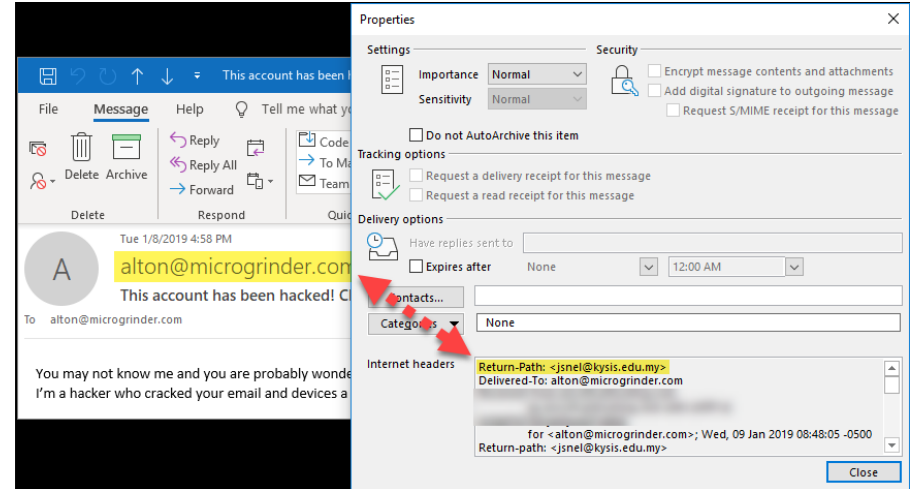 This account has been h
File Message Help Tell me what yo
Delete Archive
Reply
Reply All
Forward
Code
To Ma
Team
Delete Respond Quic
Tue 1/8/2019 4:58 PM
A
alton@microgrinder.com
This account has been hacked! Cl
To alton@microgrinder.com
You may not know me and you are probably wonde
I'm a hacker who cracked your email and devices a
Properties
Settings
Security
Importance Normal
Sensitivity Normal
Encrypt message contents and attachments
Add digital signature to outgoing message
Request S/MIME receipt for this message
Do not AutoArchive this item
Tracking options
Request a delivery receipt for this message
Request a read receipt for this message
Delivery options
Have replies sent to
Expires after None 12:00 AM
Contacts...
Categories None
Internet headers
Return-Path: <jsnel@kysis.edu.my>
Delivered-To: alton@microgrinder.com
for <alton@microgrinder.com>; Wed, 09 Jan 2019 08:48:05 -0500
Return-path: <jsnel@kysis.edu.my>
Close